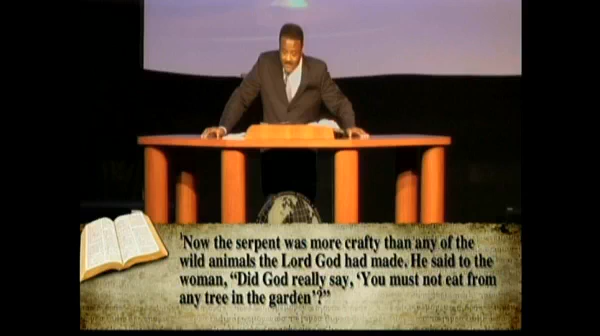 ¹Now the serpent was more crafty than any of the
wild animals the Lord God had made. He said to the
woman, “Did God really say, ‘You must not eat from
any tree in the garden’?”